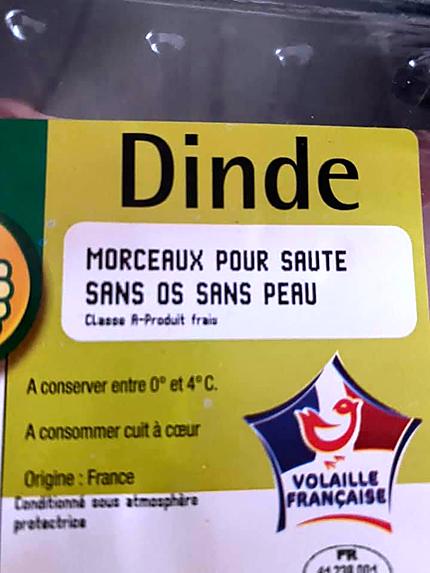 Dinde
MORCEAUX POUR SAUTE
SANS OS SANS PEAU
Classe A-Produit frais
A conserver entre 0° et 4°C.
A consommer cuit à cœur
Origine : France
Conditionné sous atmosphère
protectrice
VOLAILLE
FRANÇAISE
FR